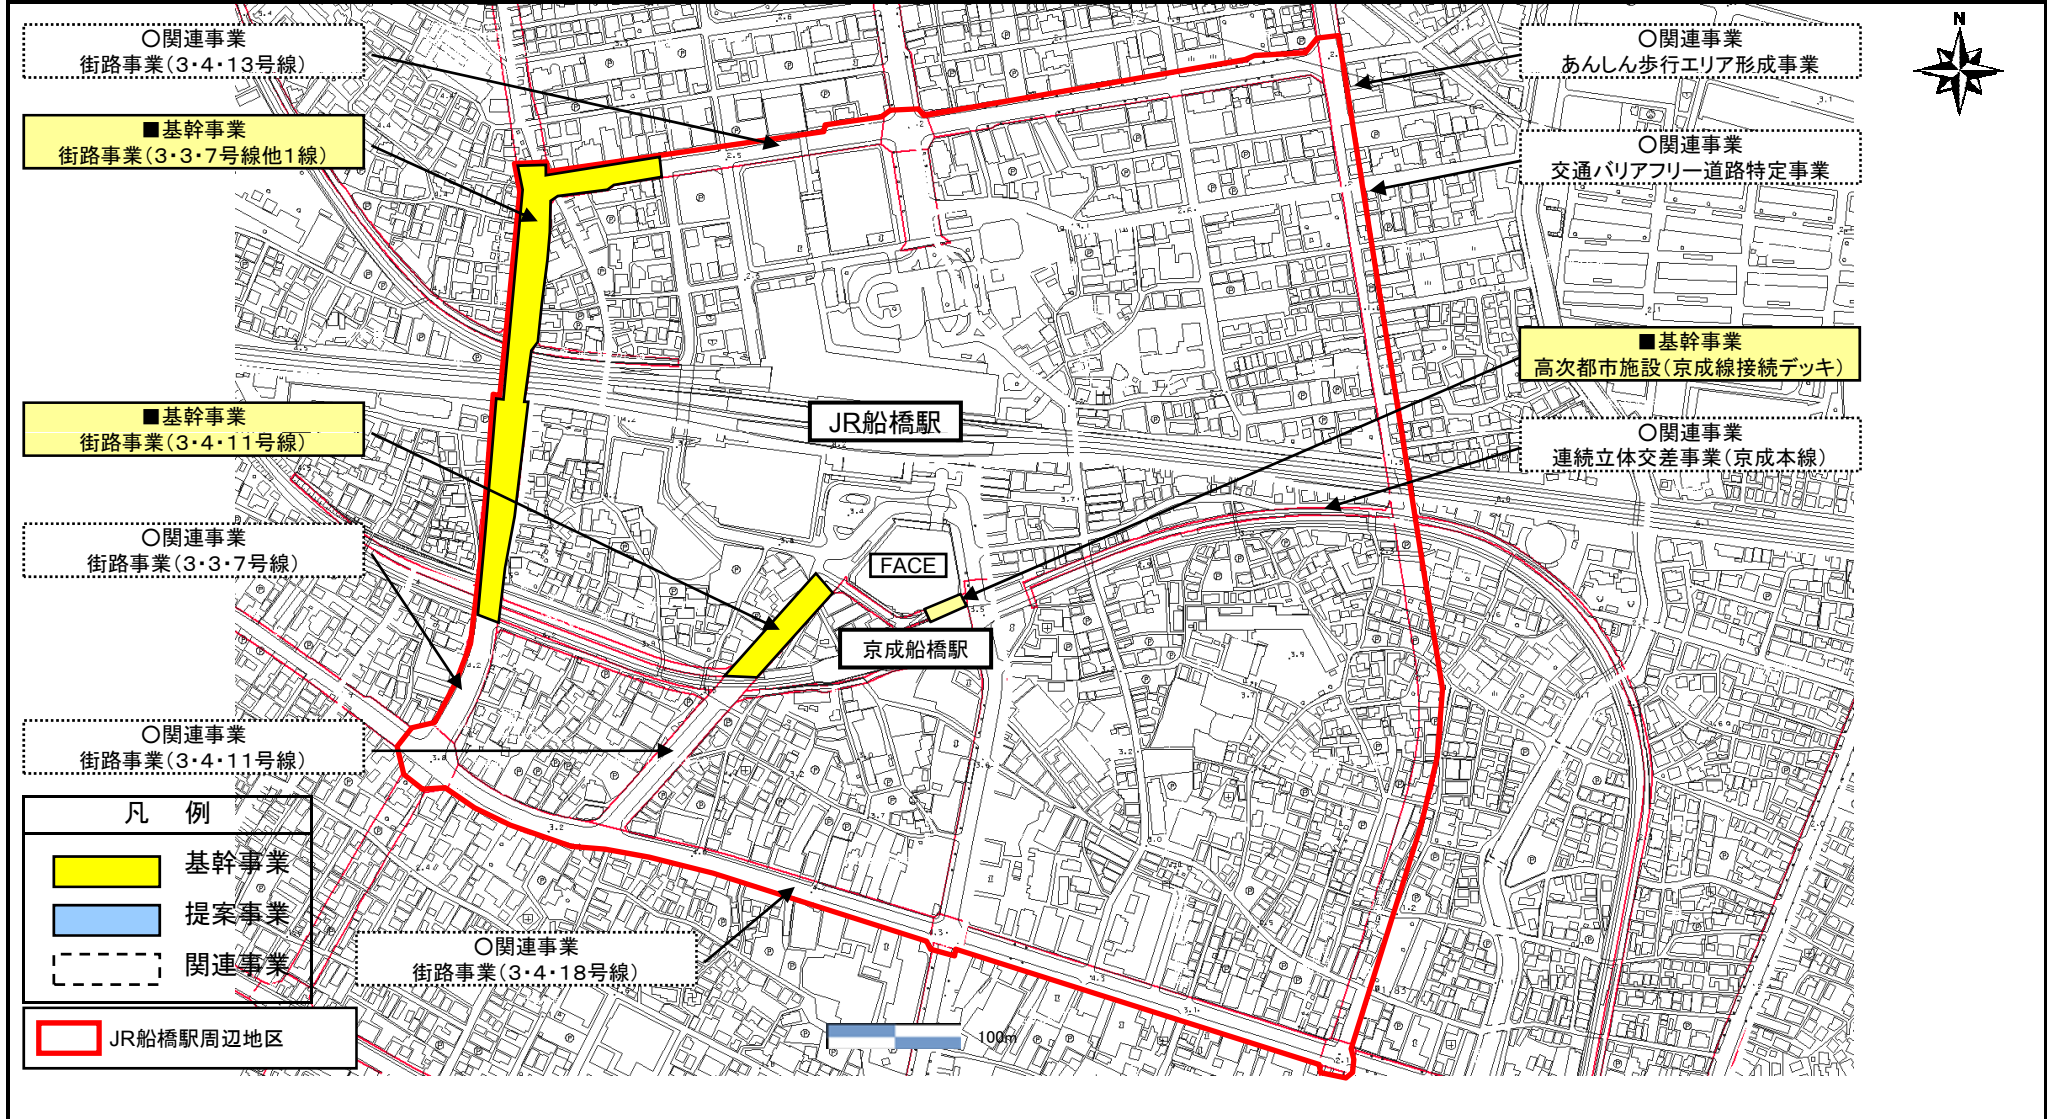 ○関連事業
街路事業(3・4・13号線)
■基幹事業
街路事業(3・3・7号線他1線)
■基幹事業
街路事業(3・4・11号線)
○関連事業
街路事業(3・3・7号線)
○関連事業
街路事業(3・4・11号線)
○関連事業
街路事業(3・4・18号線)
○関連事業
あんしん歩行エリア形成事業
○関連事業
交通バリアフリー道路特定事業
■基幹事業
高次都市施設(京成線接続デッキ)
○関連事業
連続立体交差事業(京成本線)
N
JR船橋駅
FACE
京成船橋駅
凡 例
基幹事業
提案事業
関連事業
JR船橋駅周辺地区
100m